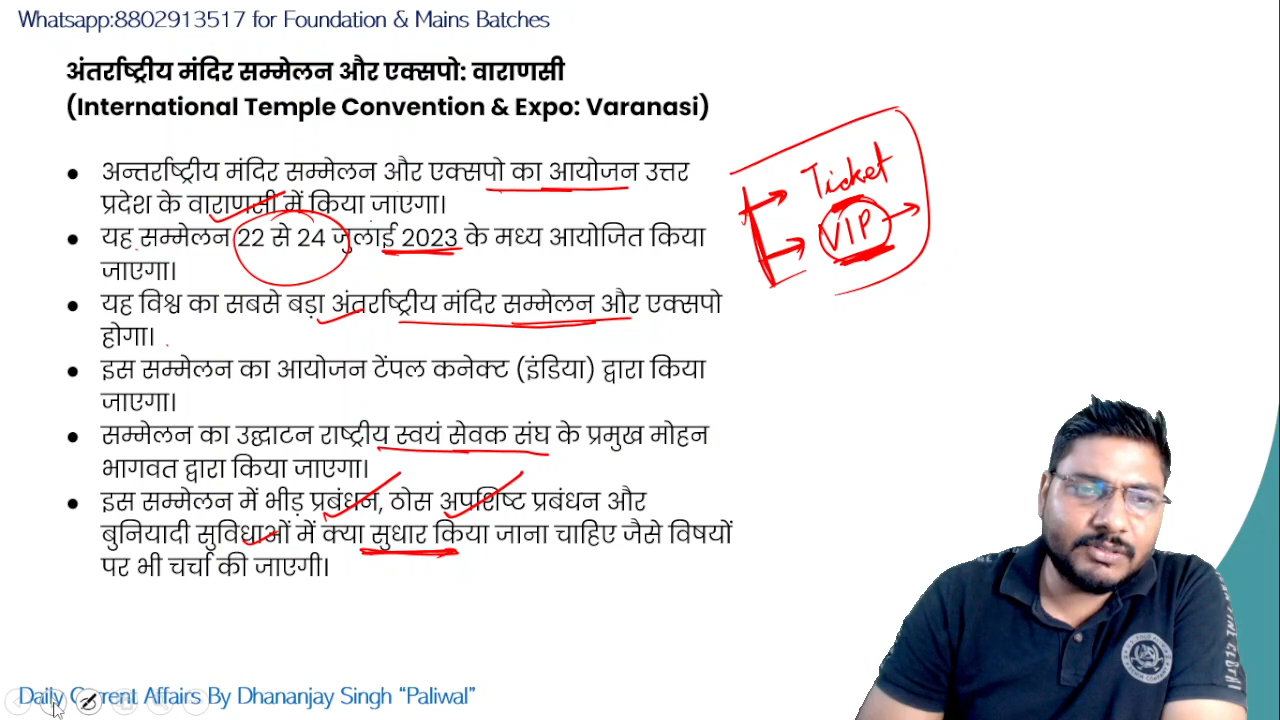 Whatsapp:8802913517 for Foundation & Mains Batches
अंतर्राष्ट्रीय मंदिर सम्मेलन और एक्सपो: वाराणसी
(International Temple Convention & Expo: Varanasi)
● अन्तर्राष्ट्रीय मंदिर सम्मेलन और एक्सपो का आयोजन उत्तर
प्रदेश के वाराणसी में किया जाएगा।
● यह सम्मेलन 22 से 24 जुलाई 2023 के मध्य आयोजित किया
जाएगा।
● यह विश्व का सबसे बड़ा अंतर्राष्ट्रीय मंदिर सम्मेलन और एक्सपो
होगा।
● इस सम्मेलन का आयोजन टेंपल कनेक्ट (इंडिया) द्वारा किया
जाएगा।
● सम्मेलन का उद्घाटन राष्ट्रीय स्वयं सेवक संघ के प्रमुख मोहन
भागवत द्वारा किया जाएगा।
● इस सम्मेलन में भीड़ प्रबंधन, ठोस अपशिष्ट प्रबंधन और
बुनियादी सुविधाओं में क्या सुधार किया जाना चाहिए जैसे विषयों
पर भी चर्चा की जाएगी।
Ticket
VIP
Daily Current Affairs By Dhananjay Singh “Paliwal”